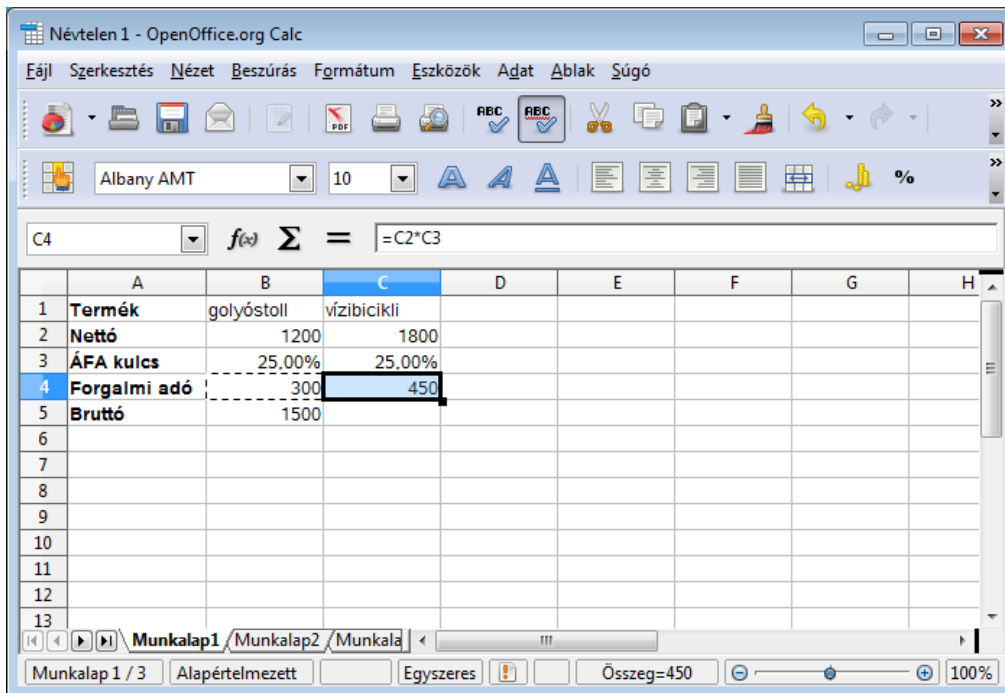 Névtelen 1 - OpenOffice.org Calc
Fájl Szerkesztés Nézet Beszúrás Formátum Eszközök Adat Ablak Súgó
PDF ABC ABC
Albany AMT 10 %
C4 f(x) Σ = =C2*C3
A B C D E F G H
1 Termék golyóstoll vízibicikli
2 Nettó 1200 1800
3 ÁFA kulcs 25,00% 25,00%
4 Forgalmi adó 300 450
5 Bruttó 1500
6
7
8
9
10
11
12
13
Munkalap1 Munkalap2 Munkala
Munkalap 1 / 3 Alapértelmezett Egyszeres Összeg=450 100%